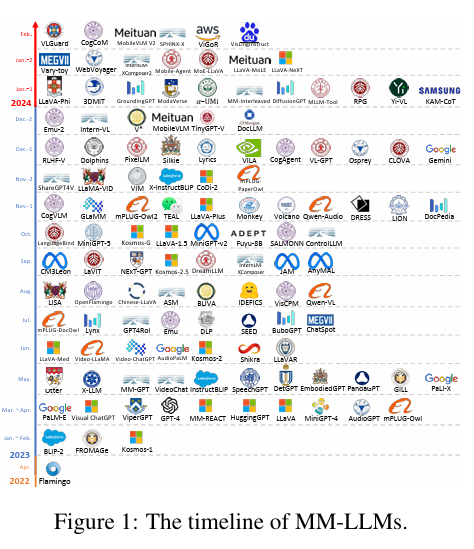 Feb.
Meituan
aws
VLGuard CogCoM MobileVLM V2 SPHINX-X ViGoR VisLingInstruct
Jan.-2
MEGVII
Meituan
Vary-toy WebVoyager InternLM-XComposer2 Mobile-Agent MoE-LLaVA LLaVA-MoLE LLaVA-NeXT
Jan.-1
SAMSUNG
2024
LLaVA-Phi 3DMIT GroundingGPT ModaVerse α-UMi MM-Interleaved DiffusionGPT MLLM-Tool RPG Yi-VL KAM-CoT
Dec.-2
Meituan
Emu-2 Intern-VL V* MobileVLM TinyGPT-V DocLLM
Dec.-1
Google
RLHF-V Dolphins PixelLM Silkie Lyrics VILA CogAgent VL-GPT Osprey CLOVA Gemini
Nov.-2
salesforce
ShareGPT4V LLaMA-VID VIM X-InstructBLIP CoDi-2 mPLUG-PaperOwl
Nov.-1
CogVLM GLaMM mPLUG-Owl2 TEAL LLaVA-Plus Monkey Volcano Qwen-Audio DRESS LION DocPedia
Oct.
ADEPT
LanguageBind MiniGPT-5 Kosmos-G LLaVA-1.5 MiniGPT-v2 Fuyu-8B SALMONN ControlLLM
Sep.
CM3Leon LaVIT NExT-GPT Kosmos-2.5 DreamLLM InternLM-XComposer JAM AnyMAL
Aug.
LISA OpenFlamingo Chinese-LLaVA ASM BLIVA IDEFICS VisCPM Qwen-VL
Jul.
MEGVII
mPLUG-DocOwl Lynx GPT4RoI Emu DLP SEED BuboGPT ChatSpot
Jun.
Google
LLaVA-Med Video-LLaMA Video-ChatGPT AudioPaLM Kosmos-2 Shikra LLaVAR
May.
salesforce
Google
Otter X-LLM MM-GPT VideoChat InstructBLIP SpeechGPT DetGPT EmbodiedGPT PandaGPT GILL PaLI-X
Mar. ~ Apr.
Google
PaLM-E Visual ChatGPT ViperGPT GPT-4 MM-REACT HuggingGPT LLaVA MiniGPT-4 AudioGPT mPLUG-Owl
Jan. ~ Feb.
salesforce
2023
BLIP-2 FROMAGe Kosmos-1
Apr.
2022
Flamingo
Figure 1: The timeline of MM-LLMs.